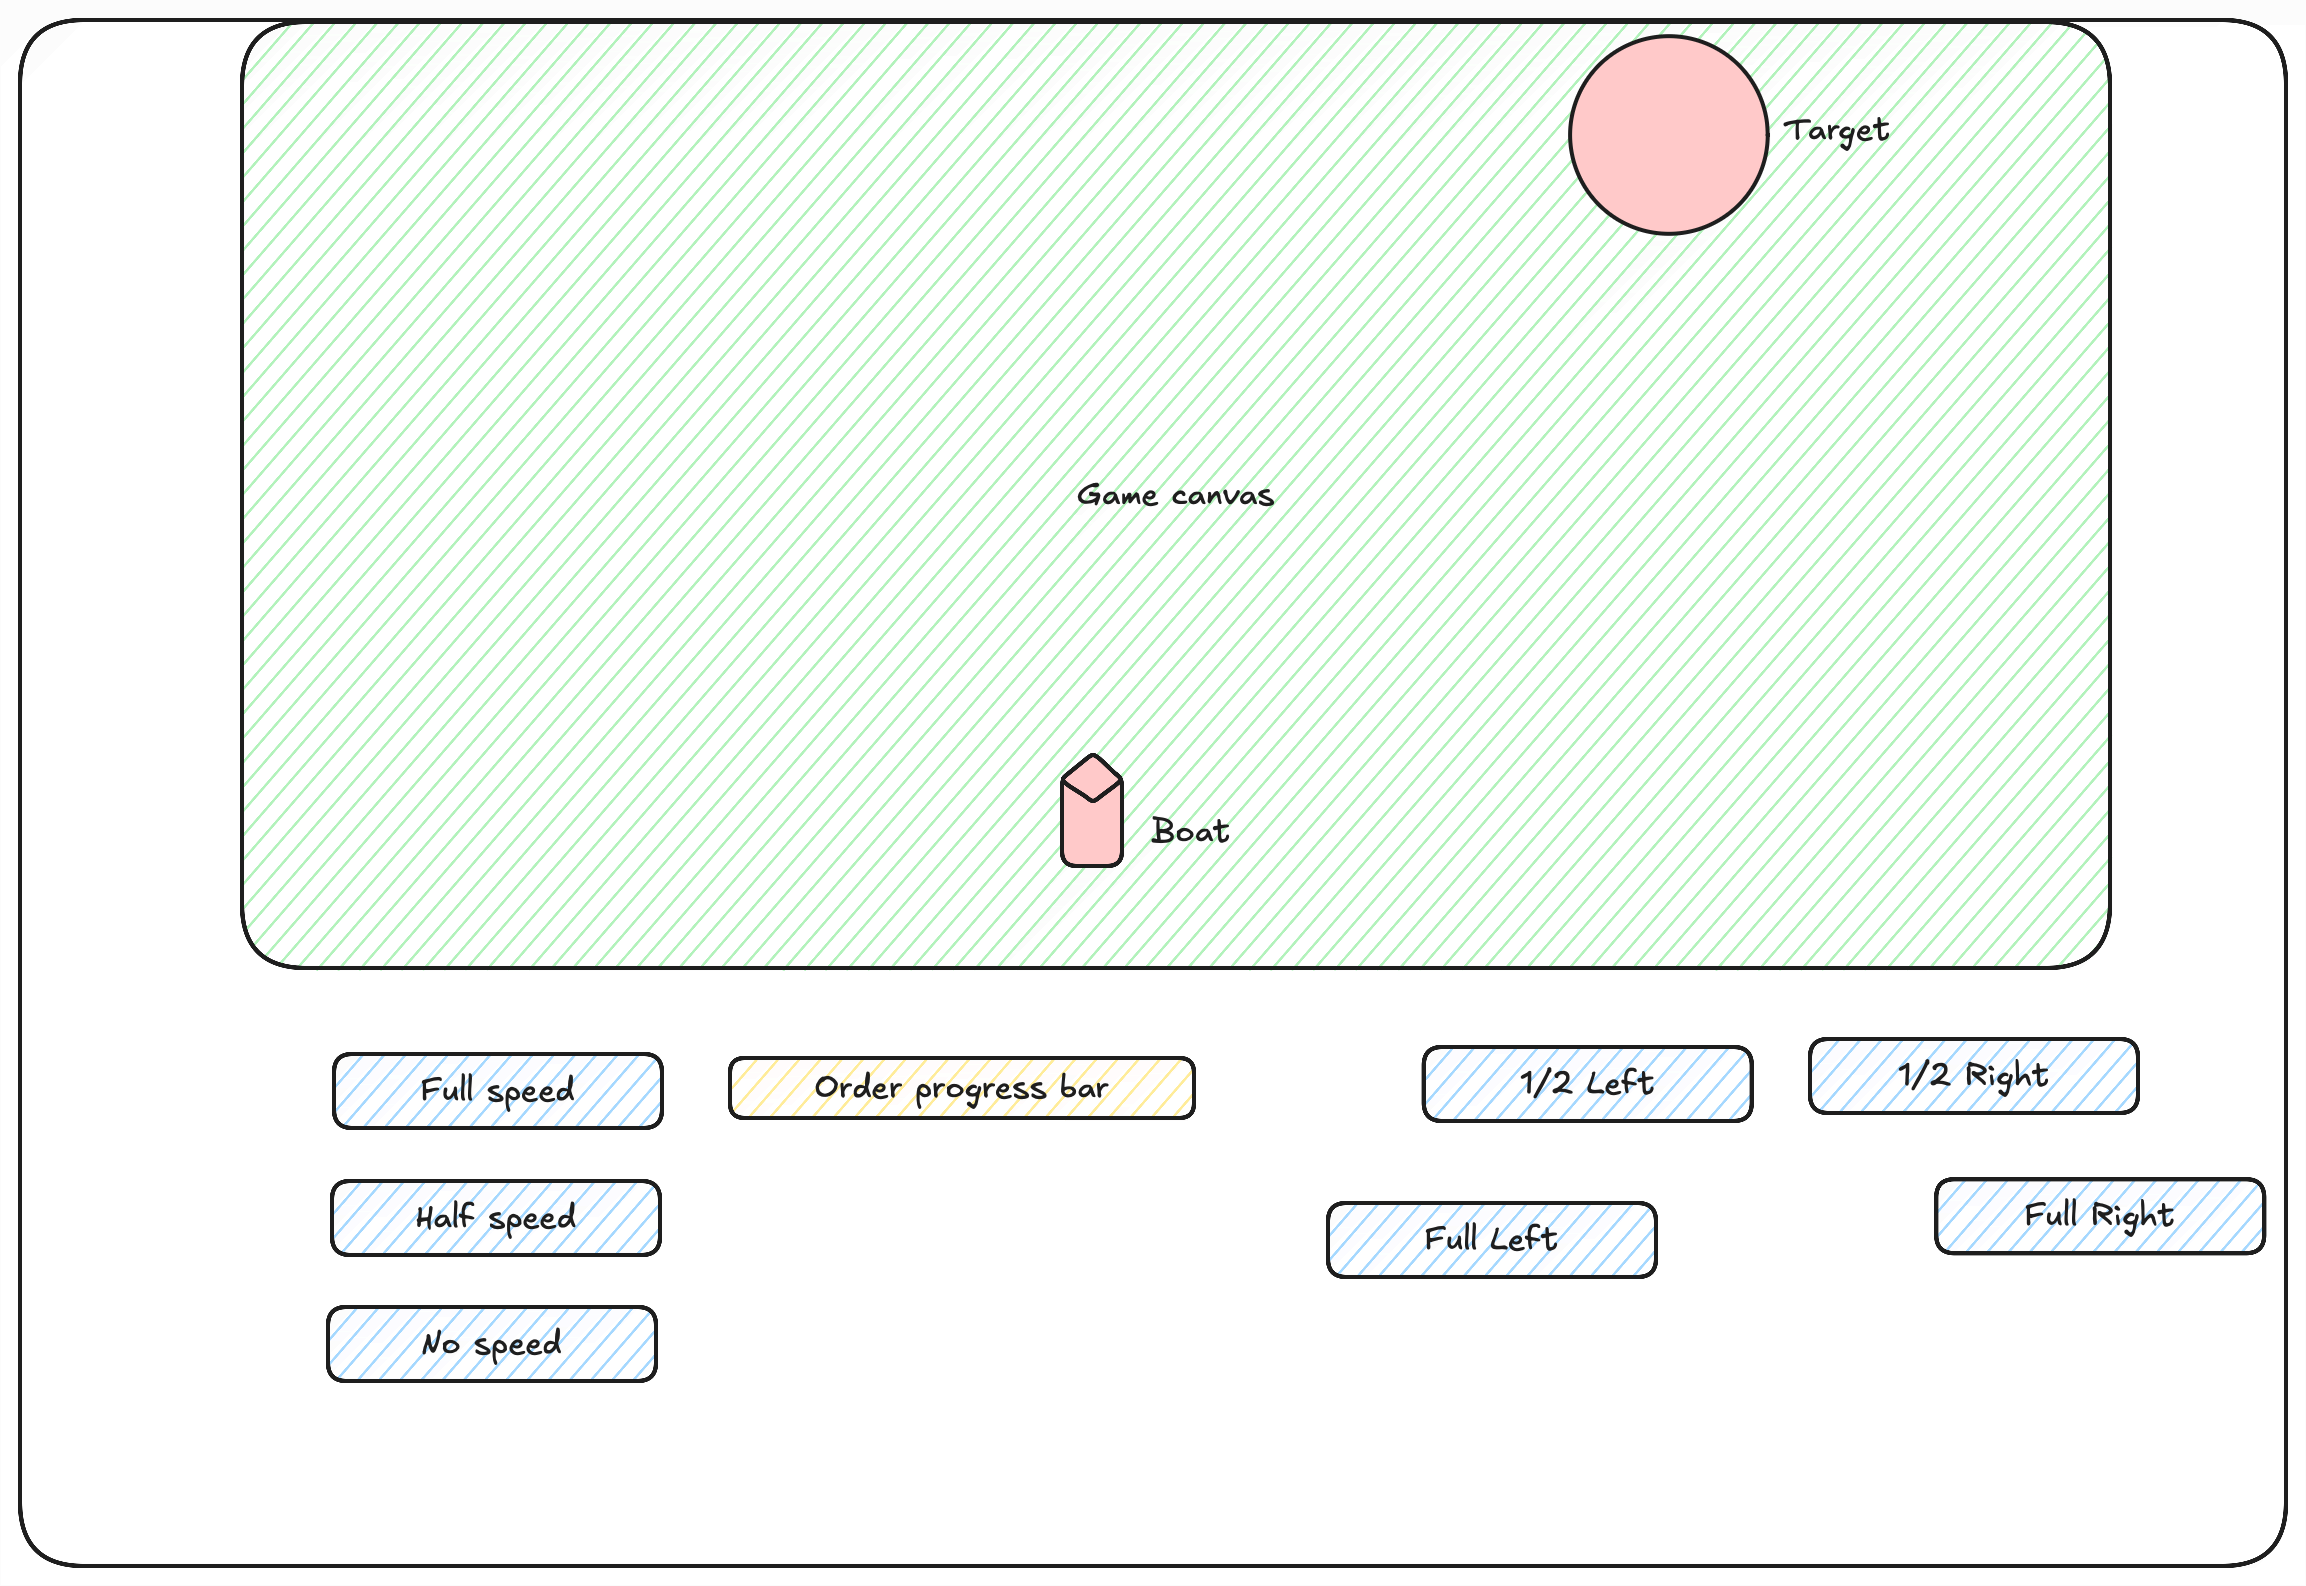 Target
Game canvas
Boat
Full speed
Order progress bar
1/2 Left
1/2 Right
Half speed
Full Left
Full Right
No speed